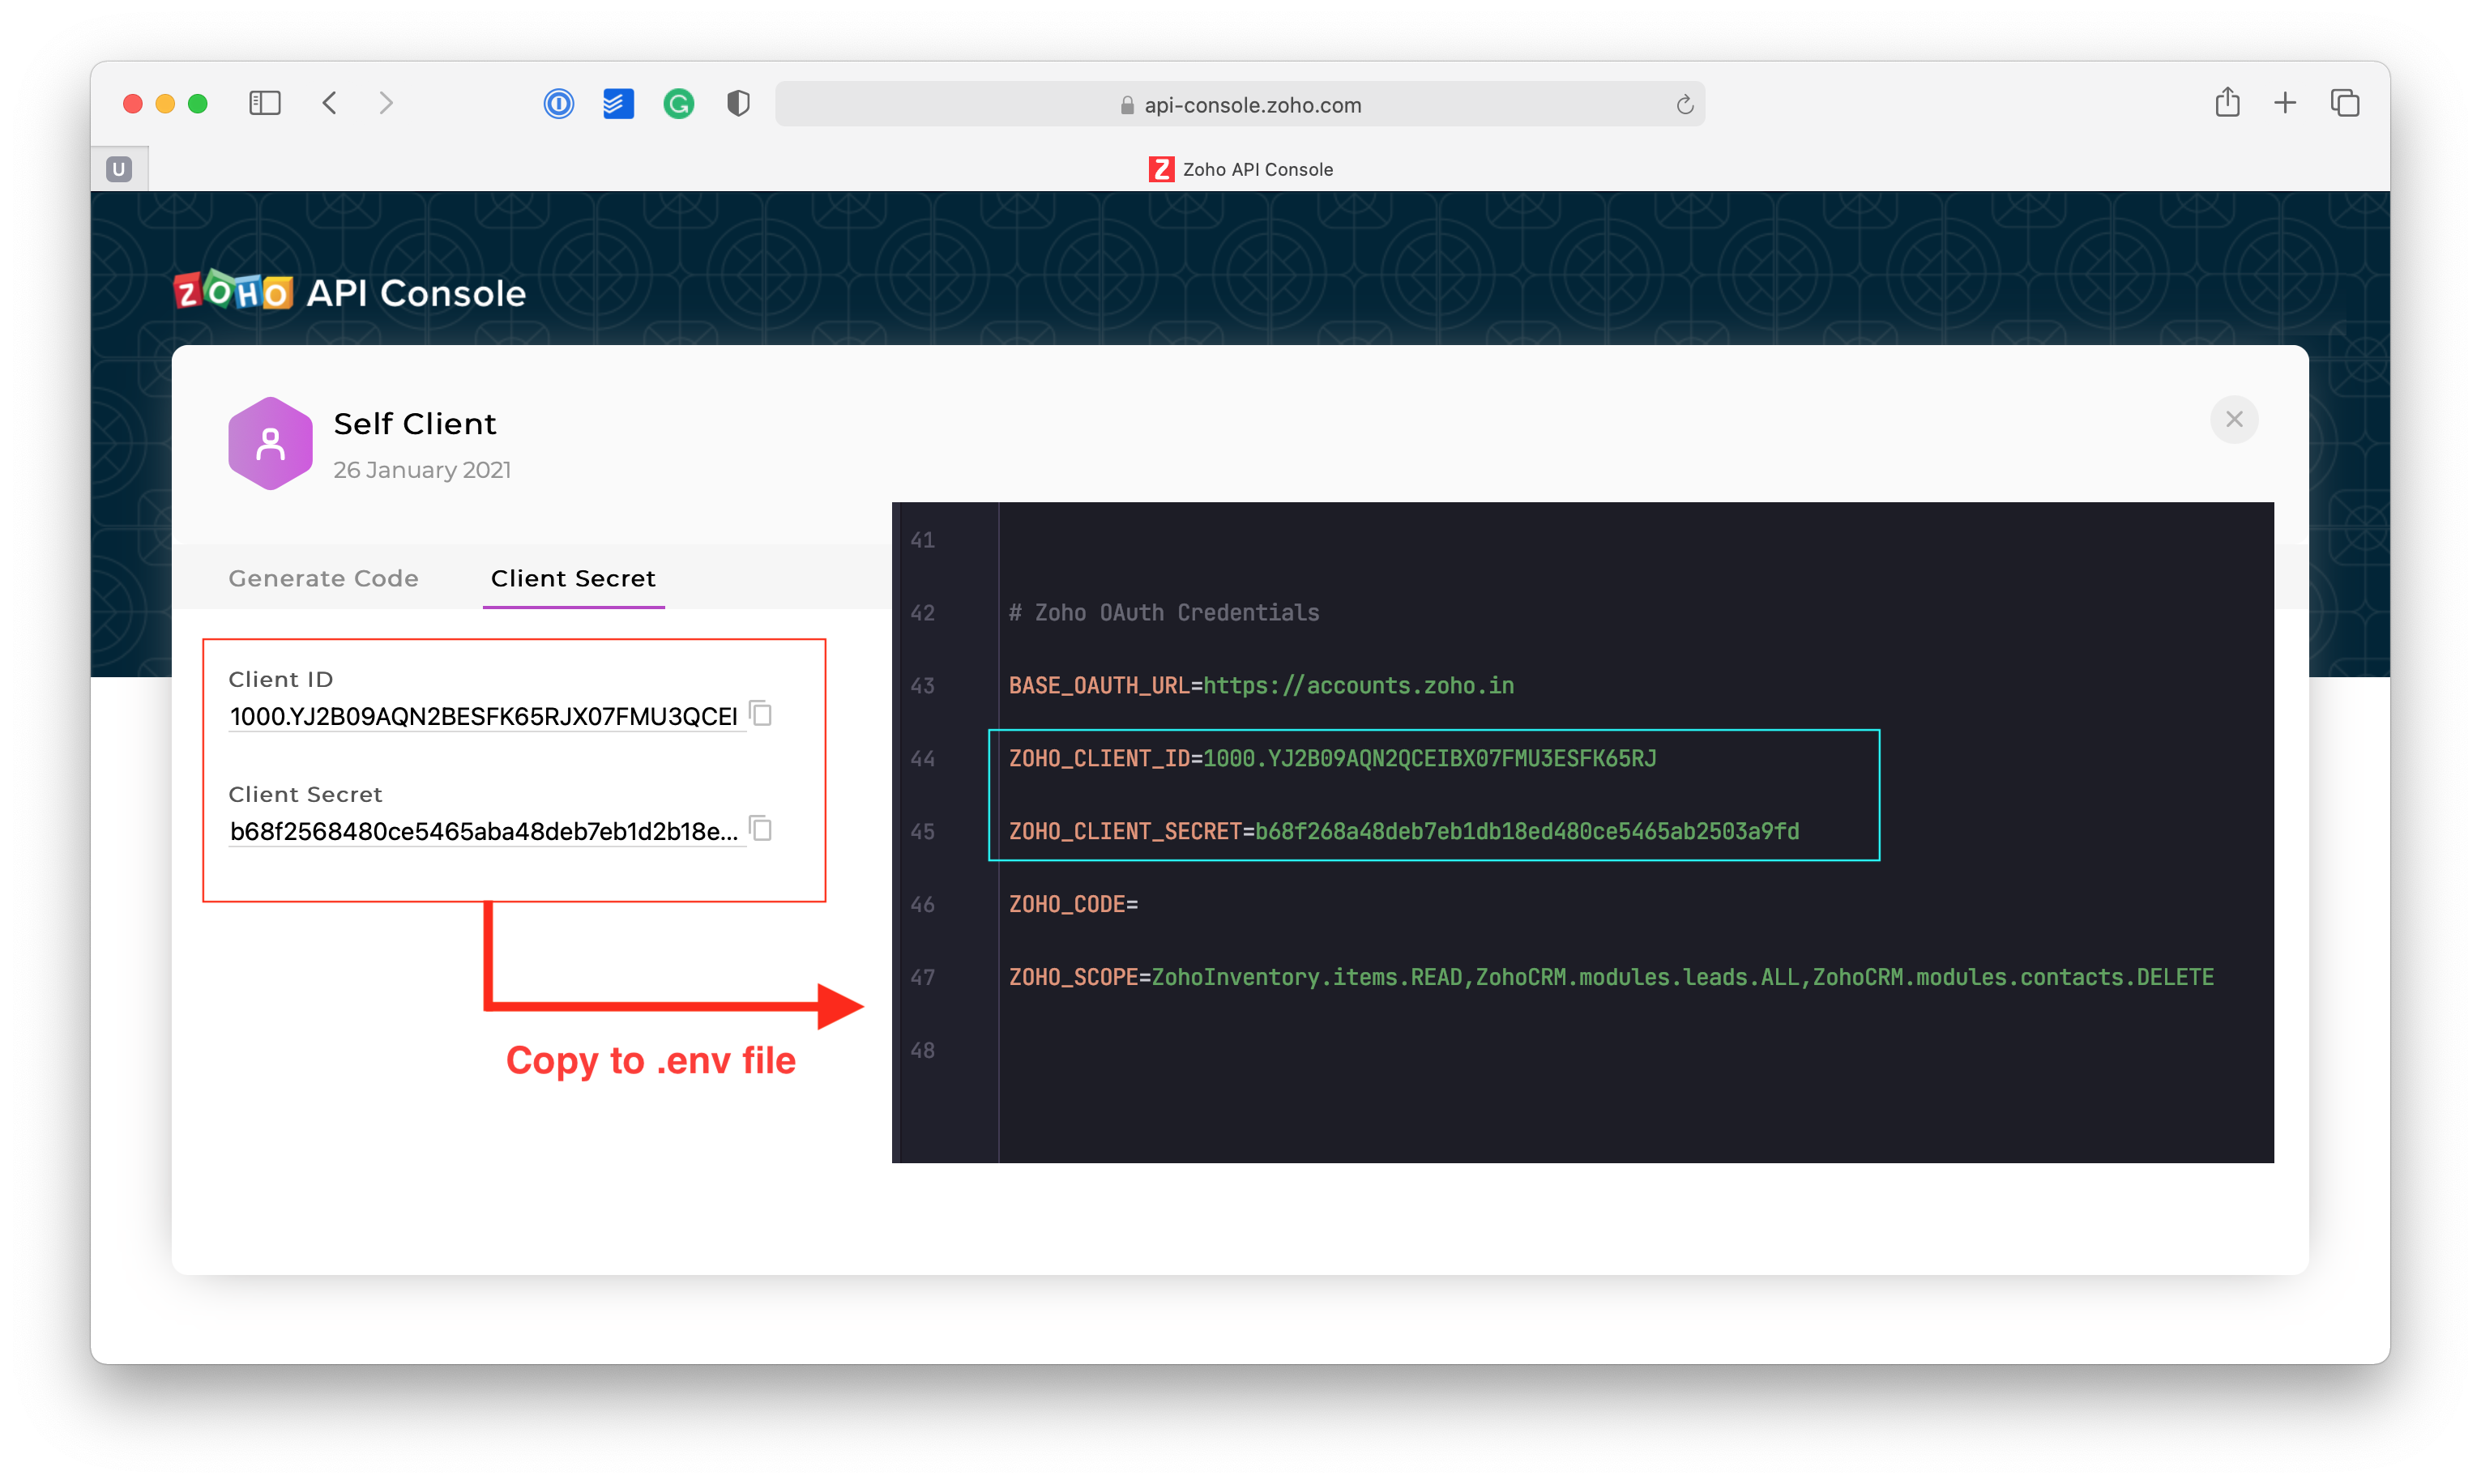 api-console.zoho.com
U
Zoho API Console
ZOHO API Console
Self Client
26 January 2021
Generate Code
Client Secret
Client ID
1000.YJ2B09AQN2BESFK65RJX07FMU3QCEI
Client Secret
b68f2568480ce5465aba48deb7eb1d2b18e...
Copy to .env file
41
42 # Zoho OAuth Credentials
43 BASE_OAUTH_URL=https://accounts.zoho.in
44 ZOHO_CLIENT_ID=1000.YJ2B09AQN2QCEIBX07FMU3ESFK65RJ
45 ZOHO_CLIENT_SECRET=b68f268a48deb7eb1db18ed480ce5465ab2503a9fd
46 ZOHO_CODE=
47 ZOHO_SCOPE=ZohoInventory.items.READ,ZohoCRM.modules.leads.ALL,ZohoCRM.modules.contacts.DELETE
48